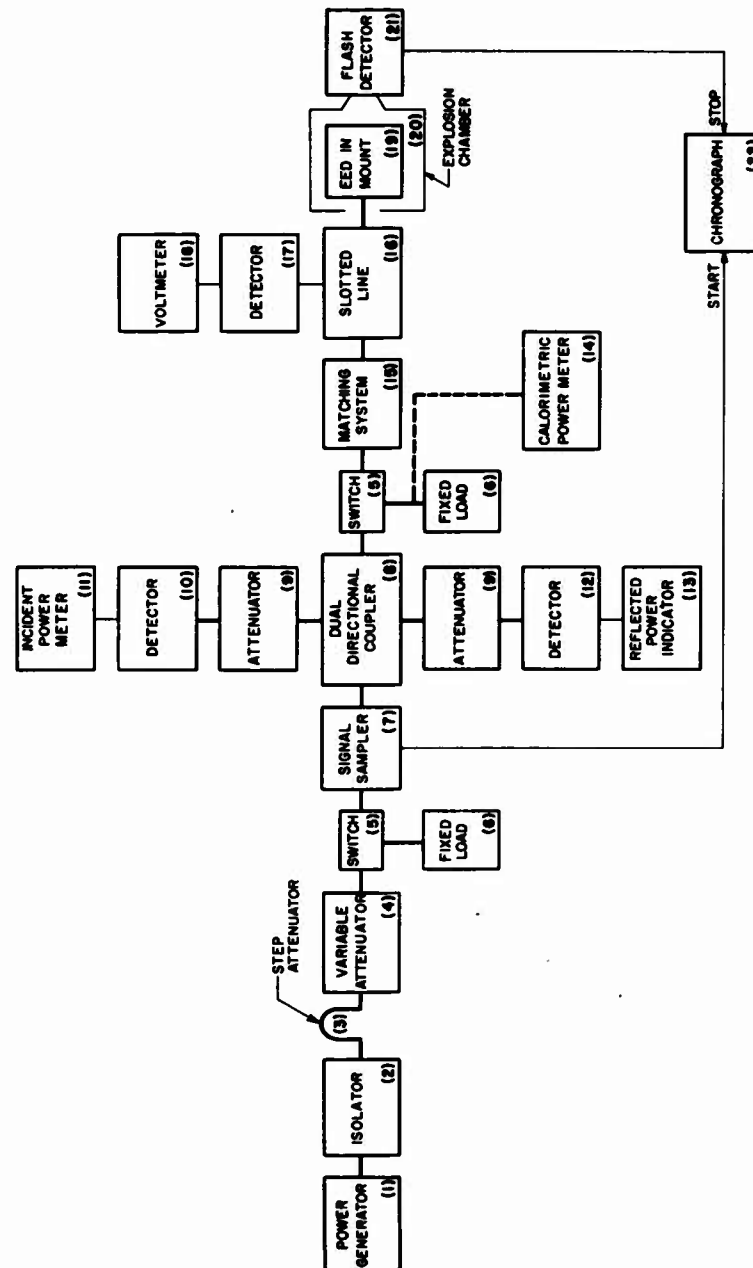 POWER
GENERATOR
(1)
ISOLATOR
(2)
STEP
ATTENUATOR
(3)
VARIABLE
ATTENUATOR
(4)
SWITCH
(5)
FIXED
LOAD
(6)
SIGNAL
SAMPLER
(7)
INCIDENT
POWER
METER
(11)
DETECTOR
(10)
ATTENUATOR
(9)
DUAL
DIRECTIONAL
COUPLER
(8)
ATTENUATOR
(9)
DETECTOR
(12)
REFLECTED
POWER
INDICATOR
(13)
SWITCH
(5)
FIXED
LOAD
(6)
CALORIMETRIC
POWER METER
(14)
MATCHING
SYSTEM
(15)
VOLTMETER
(18)
DETECTOR
(17)
SLOTTED
LINE
(16)
EED IN
MOUNT
(19)
(20)
EXPLOSION
CHAMBER
FLASH
DETECTOR
(21)
START
STOP
CHRONOGRAPH